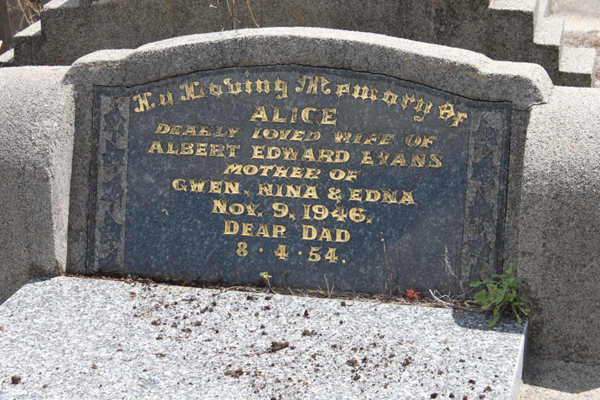 In Loving Memory of
ALICE
DEARLY LOVED WIFE OF
ALBERT EDWARD EVANS
MOTHER OF
GWEN, NINA & EDNA
NOV. 9, 1946.
DEAR DAD
8·4·54.